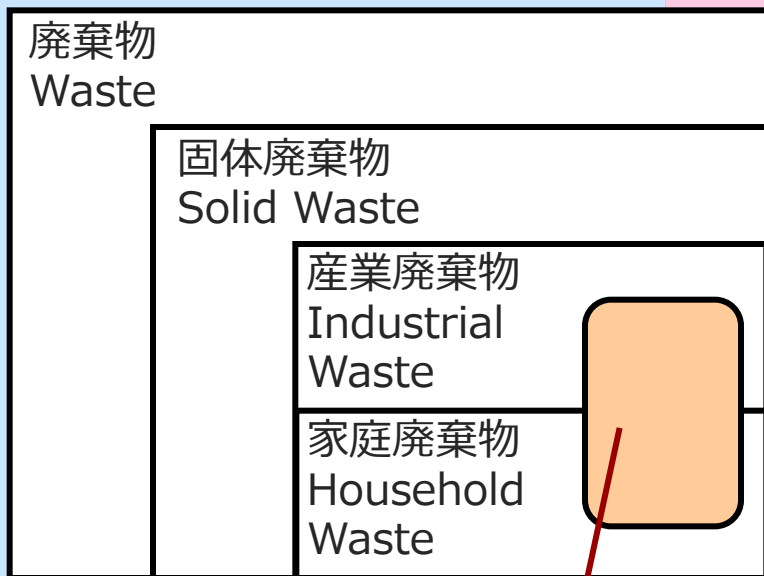 廃棄物
Waste
固体廃棄物
Solid Waste
産業廃棄物
Industrial
Waste
家庭廃棄物
Household
Waste